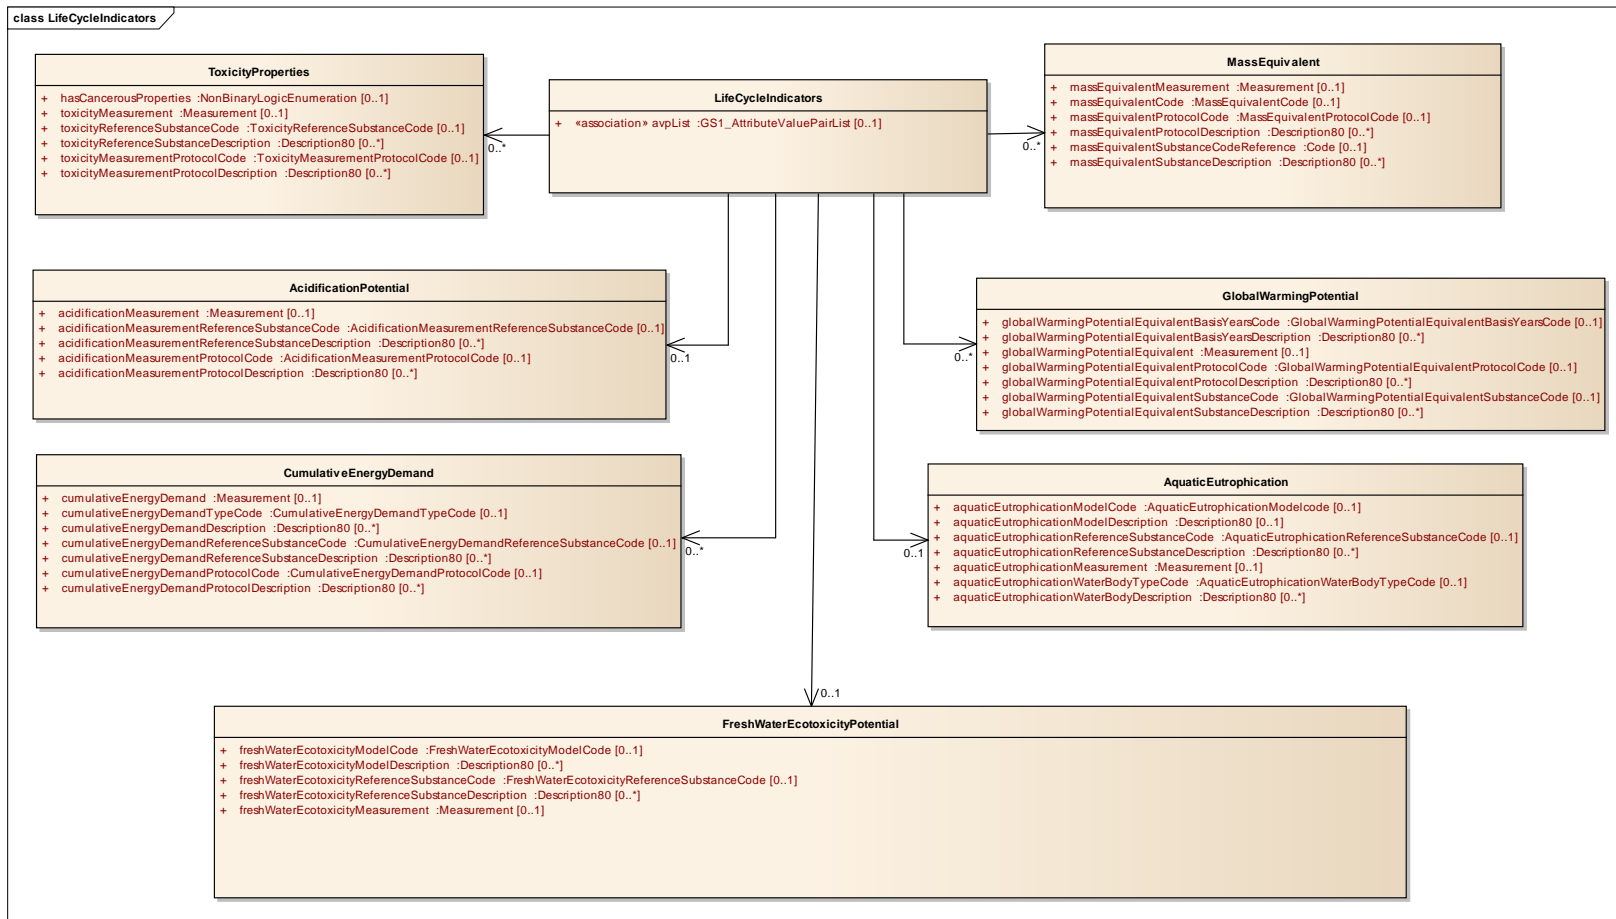 class LifeCycleIndicators
ToxicityProperties
+ hasCancerousProperties :NonBinaryLogicEnumeration [0..1]
+ toxicityMeasurement :Measurement [0..1]
+ toxicityReferenceSubstanceCode :ToxicityReferenceSubstanceCode [0..1]
+ toxicityReferenceSubstanceDescription :Description80 [0..*]
+ toxicityMeasurementProtocolCode :ToxicityMeasurementProtocolCode [0..1]
+ toxicityMeasurementProtocolDescription :Description80 [0..*]
0..*
LifeCycleIndicators
+ «association» avpList :GS1_AttributeValuePairList [0..1]
MassEquivalent
+ massEquivalentMeasurement :Measurement [0..1]
+ massEquivalentCode :MassEquivalentCode [0..1]
+ massEquivalentProtocolCode :MassEquivalentProtocolCode [0..1]
+ massEquivalentProtocolDescription :Description80 [0..*]
+ massEquivalentSubstanceCodeReference :Code [0..1]
+ massEquivalentSubstanceDescription :Description80 [0..*]
0..*
AcidificationPotential
+ acidificationMeasurement :Measurement [0..1]
+ acidificationMeasurementReferenceSubstanceCode :AcidificationMeasurementReferenceSubstanceCode [0..1]
+ acidificationMeasurementReferenceSubstanceDescription :Description80 [0..*]
+ acidificationMeasurementProtocolCode :AcidificationMeasurementProtocolCode [0..1]
+ acidificationMeasurementProtocolDescription :Description80 [0..*]
0..1
GlobalWarmingPotential
+ globalWarmingPotentialEquivalentBasisYearsCode :GlobalWarmingPotentialEquivalentBasisYearsCode [0..1]
+ globalWarmingPotentialEquivalentBasisYearsDescription :Description80 [0..*]
+ globalWarmingPotentialEquivalent :Measurement [0..1]
+ globalWarmingPotentialEquivalentProtocolCode :GlobalWarmingPotentialEquivalentProtocolCode [0..1]
+ globalWarmingPotentialEquivalentProtocolDescription :Description80 [0..*]
+ globalWarmingPotentialEquivalentSubstanceCode :GlobalWarmingPotentialEquivalentSubstanceCode [0..1]
+ globalWarmingPotentialEquivalentSubstanceDescription :Description80 [0..*]
0..*
CumulativeEnergyDemand
+ cumulativeEnergyDemand :Measurement [0..1]
+ cumulativeEnergyDemandTypeCode :CumulativeEnergyDemandTypeCode [0..1]
+ cumulativeEnergyDemandDescription :Description80 [0..*]
+ cumulativeEnergyDemandReferenceSubstanceCode :CumulativeEnergyDemandReferenceSubstanceCode [0..1]
+ cumulativeEnergyDemandReferenceSubstanceDescription :Description80 [0..*]
+ cumulativeEnergyDemandProtocolCode :CumulativeEnergyDemandProtocolCode [0..1]
+ cumulativeEnergyDemandProtocolDescription :Description80 [0..*]
0..*
AquaticEutrophication
+ aquaticEutrophicationModelCode :AquaticEutrophicationModelcode [0..1]
+ aquaticEutrophicationModelDescription :Description80 [0..1]
+ aquaticEutrophicationReferenceSubstanceCode :AquaticEutrophicationReferenceSubstanceCode [0..1]
+ aquaticEutrophicationReferenceSubstanceDescription :Description80 [0..*]
+ aquaticEutrophicationMeasurement :Measurement [0..1]
+ aquaticEutrophicationWaterBodyTypeCode :AquaticEutrophicationWaterBodyTypeCode [0..1]
+ aquaticEutrophicationWaterBodyDescription :Description80 [0..*]
0..1
0..1
FreshWaterEcotoxicityPotential
+ freshWaterEcotoxicityModelCode :FreshWaterEcotoxicityModelCode [0..1]
+ freshWaterEcotoxicityModelDescription :Description80 [0..*]
+ freshWaterEcotoxicityReferenceSubstanceCode :FreshWaterEcotoxicityReferenceSubstanceCode [0..1]
+ freshWaterEcotoxicityReferenceSubstanceDescription :Description80 [0..*]
+ freshWaterEcotoxicityMeasurement :Measurement [0..1]